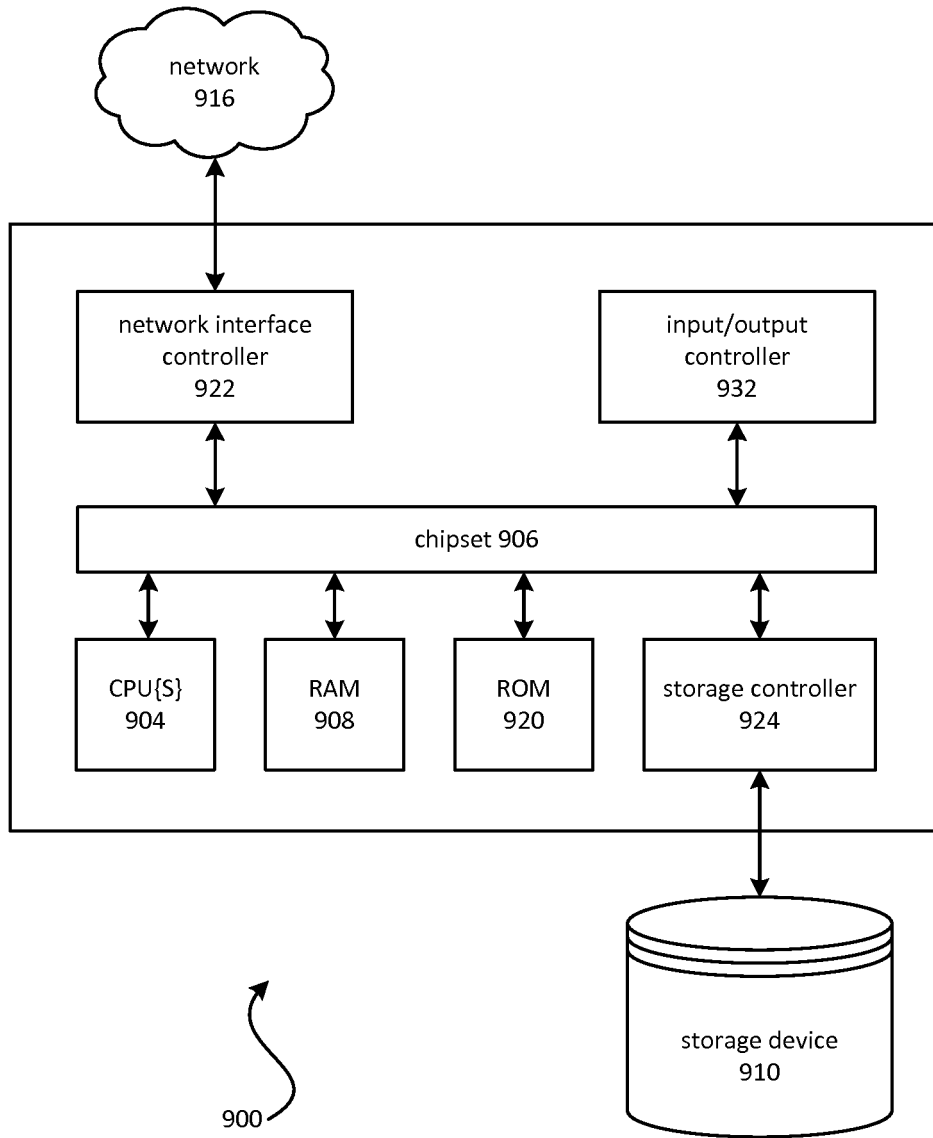 network
916
network interface
controller
922
input/output
controller
932
chipset 906
CPU{S}
904
RAM
908
ROM
920
storage controller
924
storage device
910
900